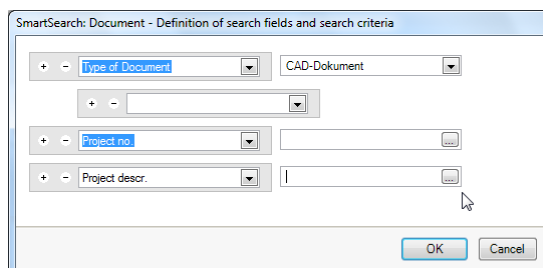 SmartSearch: Document - Definition of search fields and search criteria
+ − Type of Document CAD-Dokument
+ −
+ − Project no. ...
+ − Project descr. ...
OK Cancel